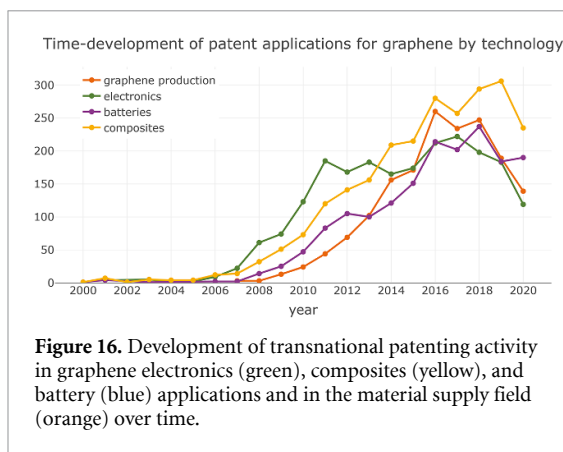 Time-development of patent applications for graphene by technology
graphene production
electronics
batteries
composites
300
250
200
150
100
50
0
2000 2002 2004 2006 2008 2010 2012 2014 2016 2018 2020
year
Figure 16. Development of transnational patenting activity
in graphene electronics (green), composites (yellow), and
battery (blue) applications and in the material supply field
(orange) over time.